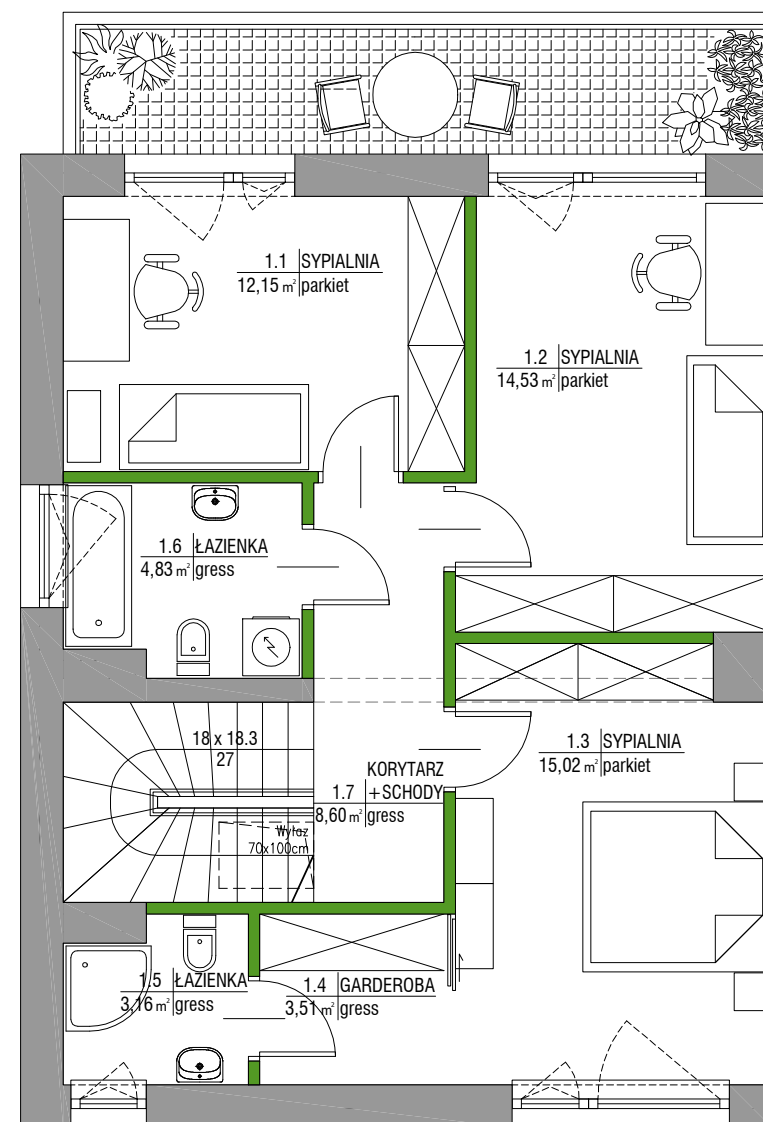 1.1 SYPIALNIA
12,15 m² parkiet
1.2 SYPIALNIA
14,53 m² parkiet
1.6 ŁAZIENKA
4,83 m² gress
18 x 18.3
27
1.3 SYPIALNIA
15,02 m² parkiet
KORYTARZ
1.7 +SCHODY
8,60 m² gress
Wyłaz
70x100cm
1.5 ŁAZIENKA
3,16 m² gress
1.4 GARDEROBA
3,51 m² gress